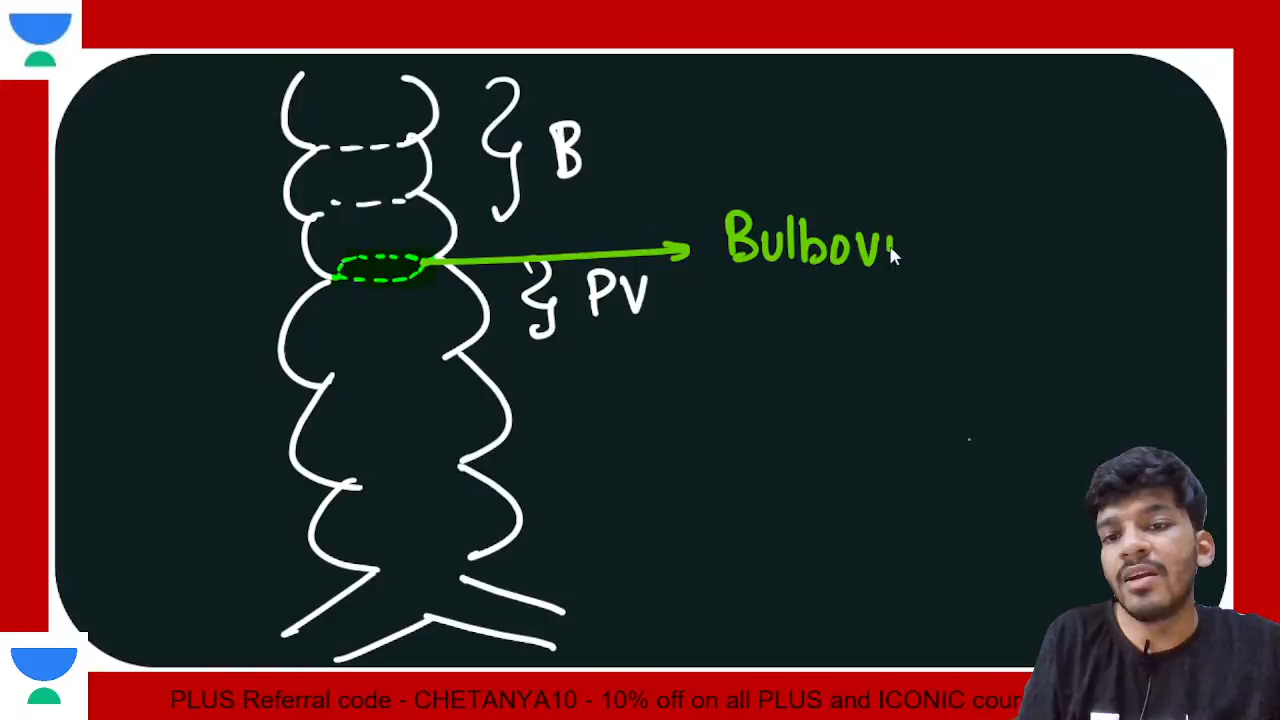 B
Bulbov
PV
PLUS Referral code - CHETANYA10 - 10% off on all PLUS and ICONIC cour